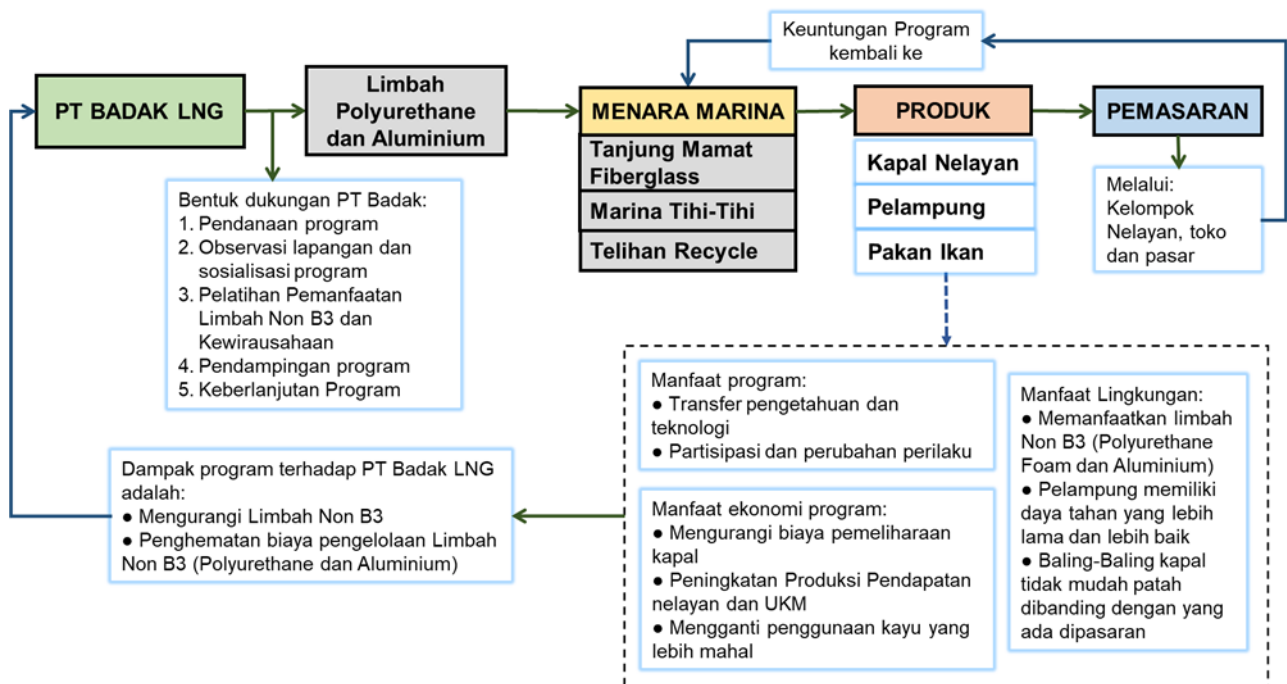 Keuntungan Program
kembali ke
PT BADAK LNG
Limbah
Polyurethane
dan Aluminium
MENARA MARINA
Tanjung Mamat
Fiberglass
Marina Tihi-Tihi
Telihan Recycle
PRODUK
Kapal Nelayan
Pelampung
Pakan Ikan
PEMASARAN
Melalui:
Kelompok
Nelayan, toko
dan pasar
Bentuk dukungan PT Badak:
1. Pendanaan program
2. Observasi lapangan dan
sosialisasi program
3. Pelatihan Pemanfaatan
Limbah Non B3 dan
Kewirausahaan
4. Pendampingan program
5. Keberlanjutan Program
Manfaat program:
● Transfer pengetahuan dan
teknologi
● Partisipasi dan perubahan perilaku
Manfaat ekonomi program:
● Mengurangi biaya pemeliharaan
kapal
● Peningkatan Produksi Pendapatan
nelayan dan UKM
● Mengganti penggunaan kayu yang
lebih mahal
Manfaat Lingkungan:
● Memanfaatkan limbah
Non B3 (Polyurethane
Foam dan Aluminium)
● Pelampung memiliki
daya tahan yang lebih
lama dan lebih baik
● Baling-Baling kapal
tidak mudah patah
dibanding dengan yang
ada dipasaran
Dampak program terhadap PT Badak LNG
adalah:
● Mengurangi Limbah Non B3
● Penghematan biaya pengelolaan Limbah
Non B3 (Polyurethane dan Aluminium)